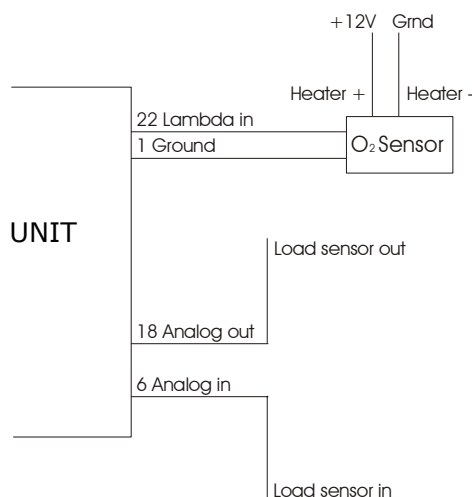 +12V Grnd
Heater + Heater -
22 Lambda in
1 Ground
O₂ Sensor
UNIT
Load sensor out
18 Analog out
6 Analog in
Load sensor in